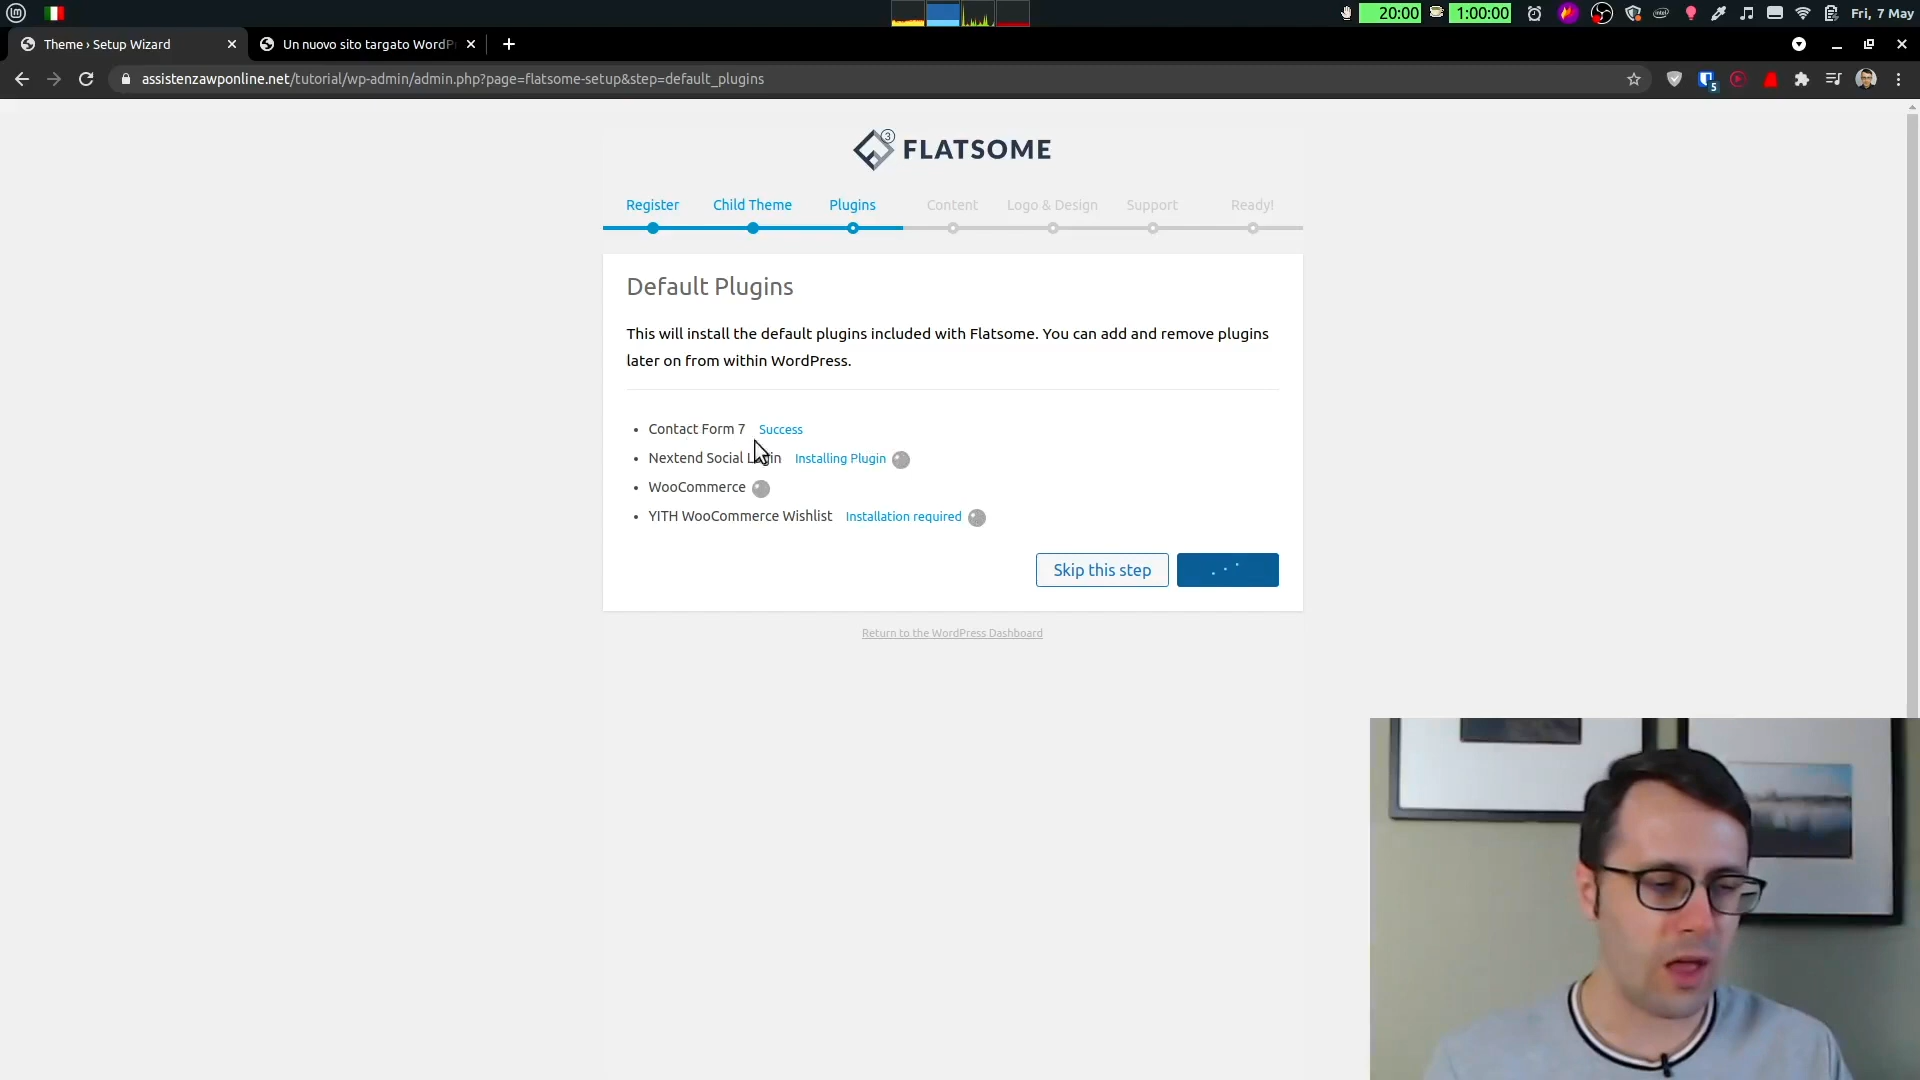 20:00
1:00:00
Fri, 7 May
Theme › Setup Wizard
Un nuovo sito targato WordP
assistenzawponline.net/tutorial/wp-admin/admin.php?page=flatsome-setup&step=default_plugins
5
3
FLATSOME
Register
Child Theme
Plugins
Content
Logo & Design
Support
Ready!
Default Plugins
This will install the default plugins included with Flatsome. You can add and remove plugins
later on from within WordPress.
Contact Form 7 Success
Nextend Social Login Installing Plugin
WooCommerce
YITH WooCommerce Wishlist Installation required
Skip this step
Return to the WordPress Dashboard